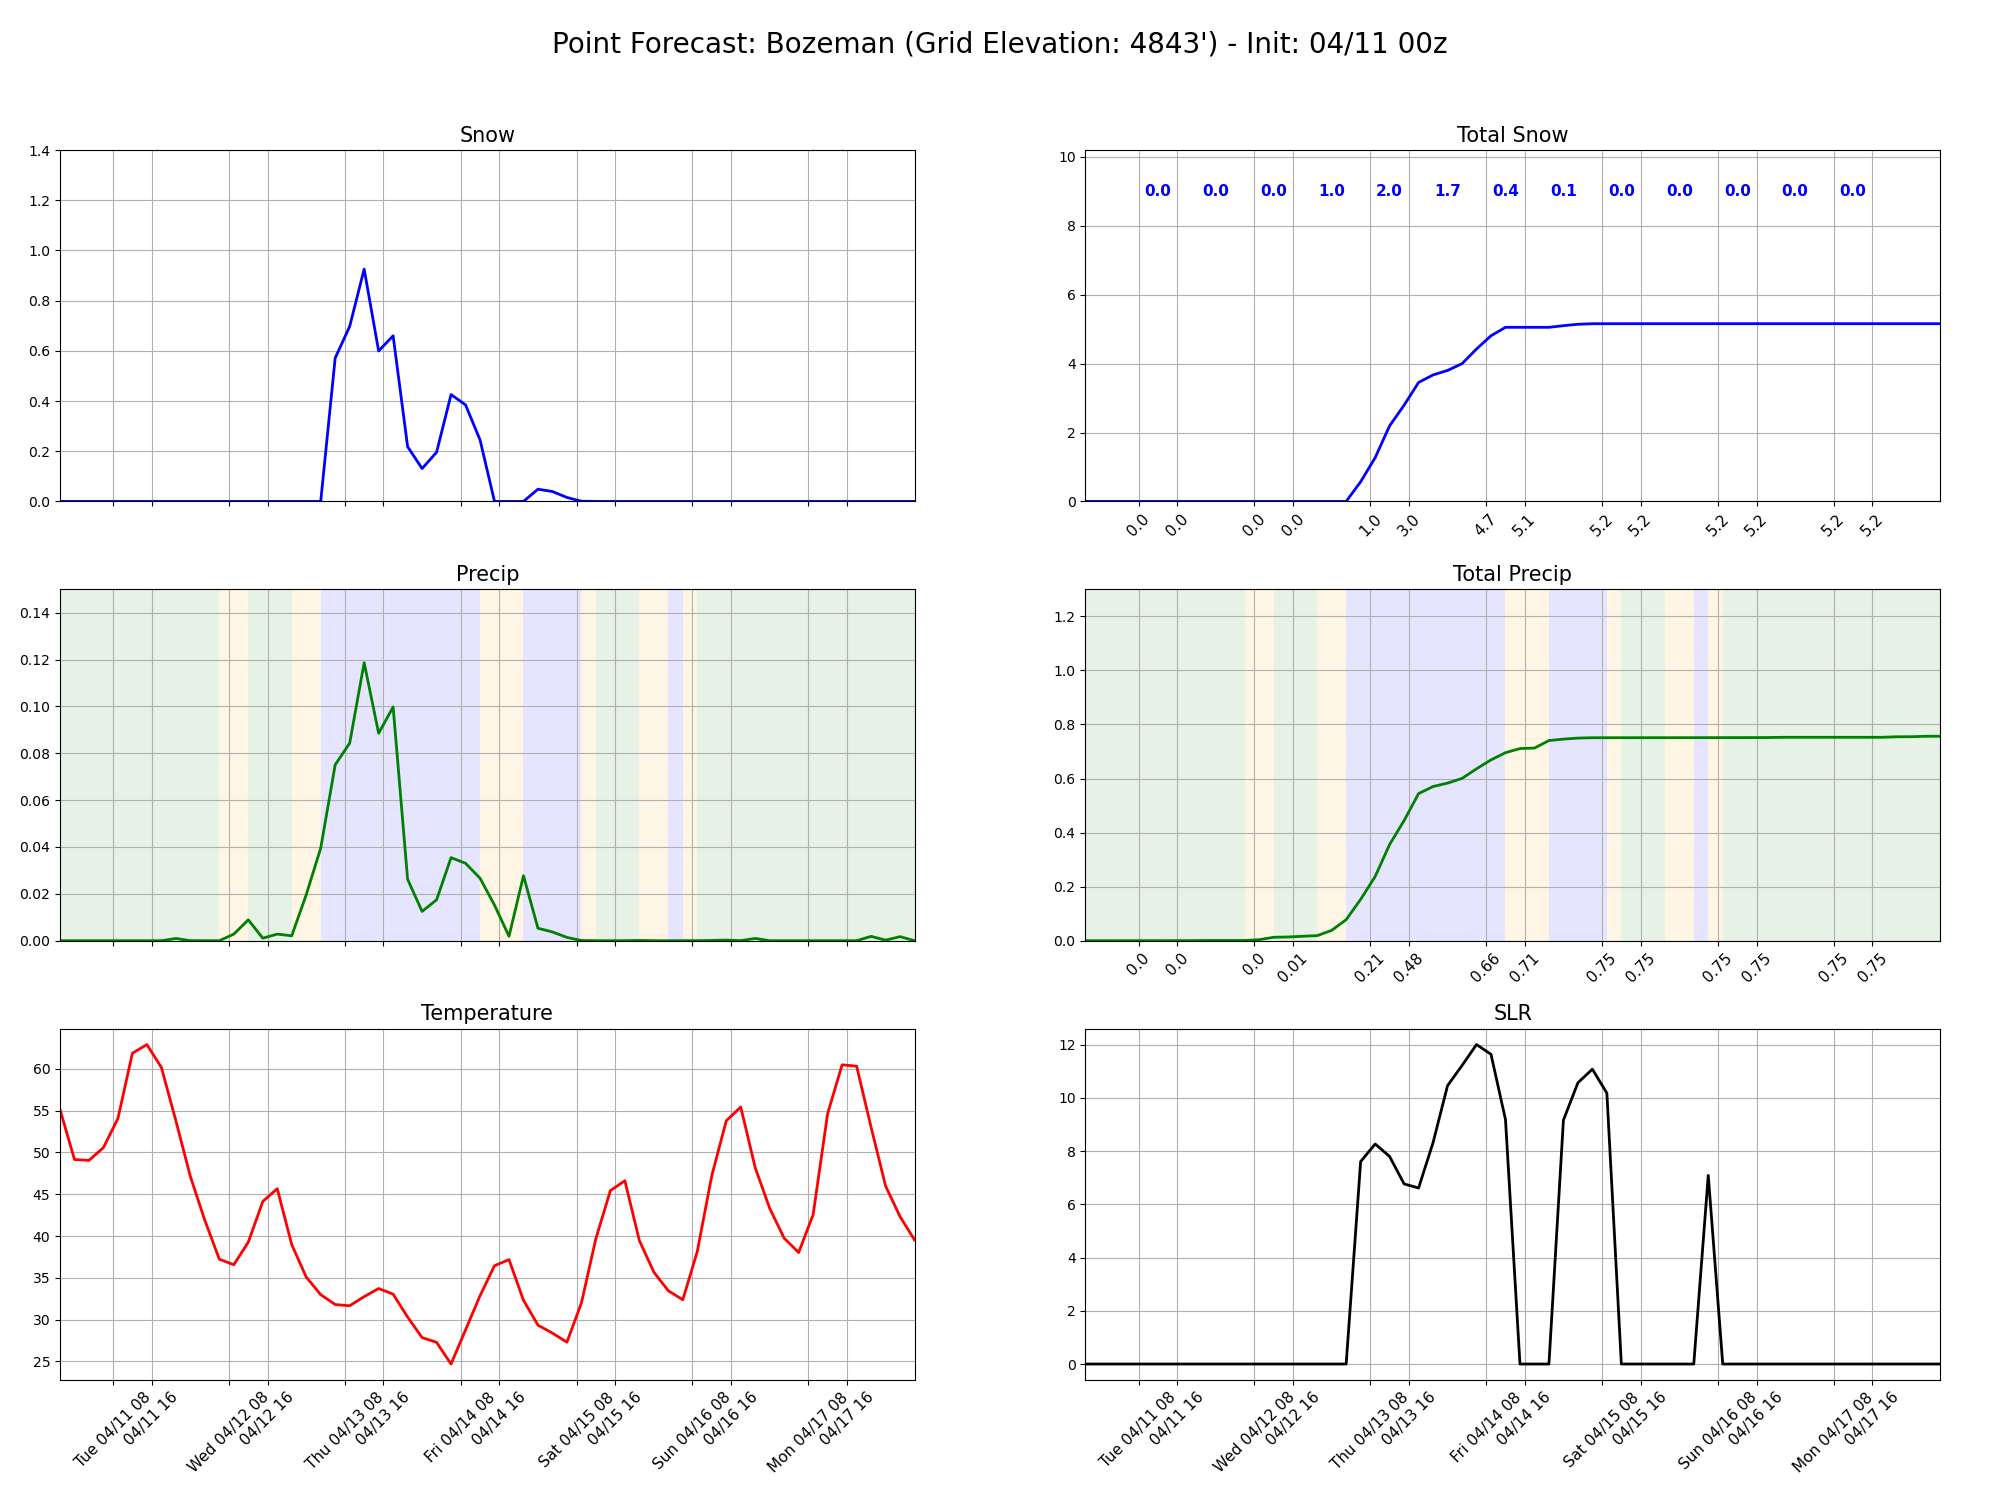 Point Forecast: Bozeman (Grid Elevation: 4843') - Init: 04/11 00z
Snow
1.4
1.2
1.0
0.8
0.6
0.4
0.2
0.0
Total Snow
10
8
6
4
2
0
0.0 0.0 0.0 1.0 2.0 1.7 0.4 0.1 0.0 0.0 0.0 0.0 0.0
0.0 0.0 0.0 0.0 1.0 3.0 4.7 5.1 5.2 5.2 5.2 5.2 5.2 5.2
Precip
0.14
0.12
0.10
0.08
0.06
0.04
0.02
0.00
Total Precip
1.2
1.0
0.8
0.6
0.4
0.2
0.0
0.0 0.0 0.0 0.01 0.21 0.48 0.66 0.71 0.75 0.75 0.75 0.75 0.75 0.75
Temperature
60
55
50
45
40
35
30
25
Tue 04/11 08
04/11 16
Wed 04/12 08
04/12 16
Thu 04/13 08
04/13 16
Fri 04/14 08
04/14 16
Sat 04/15 08
04/15 16
Sun 04/16 08
04/16 16
Mon 04/17 08
04/17 16
SLR
12
10
8
6
4
2
0
Tue 04/11 08
04/11 16
Wed 04/12 08
04/12 16
Thu 04/13 08
04/13 16
Fri 04/14 08
04/14 16
Sat 04/15 08
04/15 16
Sun 04/16 08
04/16 16
Mon 04/17 08
04/17 16